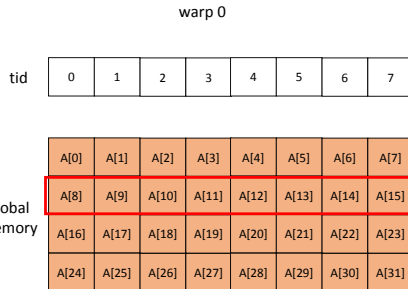 warp 0
tid 0 1 2 3 4 5 6 7
A[0] A[1] A[2] A[3] A[4] A[5] A[6] A[7]
A[8] A[9] A[10] A[11] A[12] A[13] A[14] A[15]
obal
emory
A[16] A[17] A[18] A[19] A[20] A[21] A[22] A[23]
A[24] A[25] A[26] A[27] A[28] A[29] A[30] A[31]